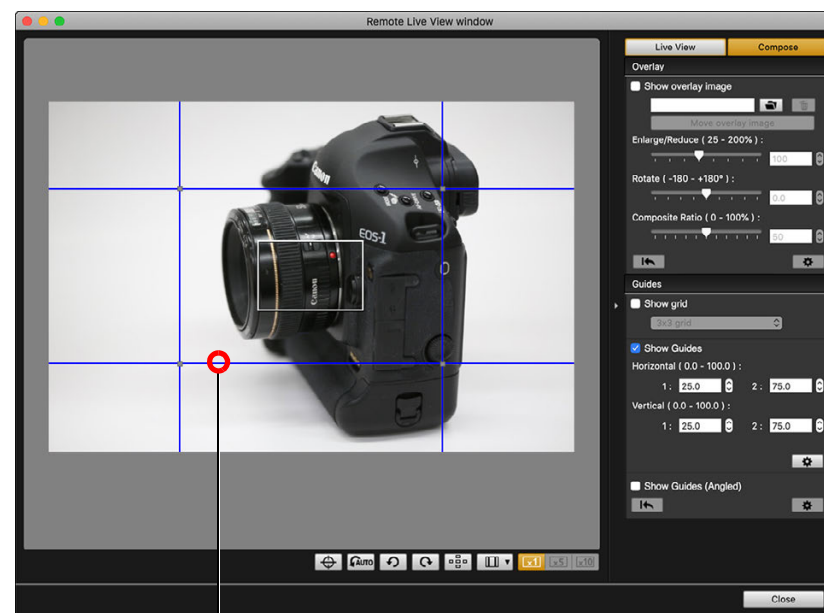 Remote Live View window
Live View Compose
Overlay
Show overlay image
Move overlay image
Enlarge/Reduce ( 25 - 200% ) :
100
Rotate ( -180 - +180° ) :
0.0
Composite Ratio ( 0 - 100% ) :
50
Guides
Show grid
3x3 grid
Show Guides
Horizontal ( 0.0 - 100.0 ) :
1 : 25.0 2 : 75.0
Vertical ( 0.0 - 100.0 ) :
1 : 25.0 2 : 75.0
Show Guides (Angled)
Canon
EOS-1
Canon
AUTO x1 x5 x10
Close